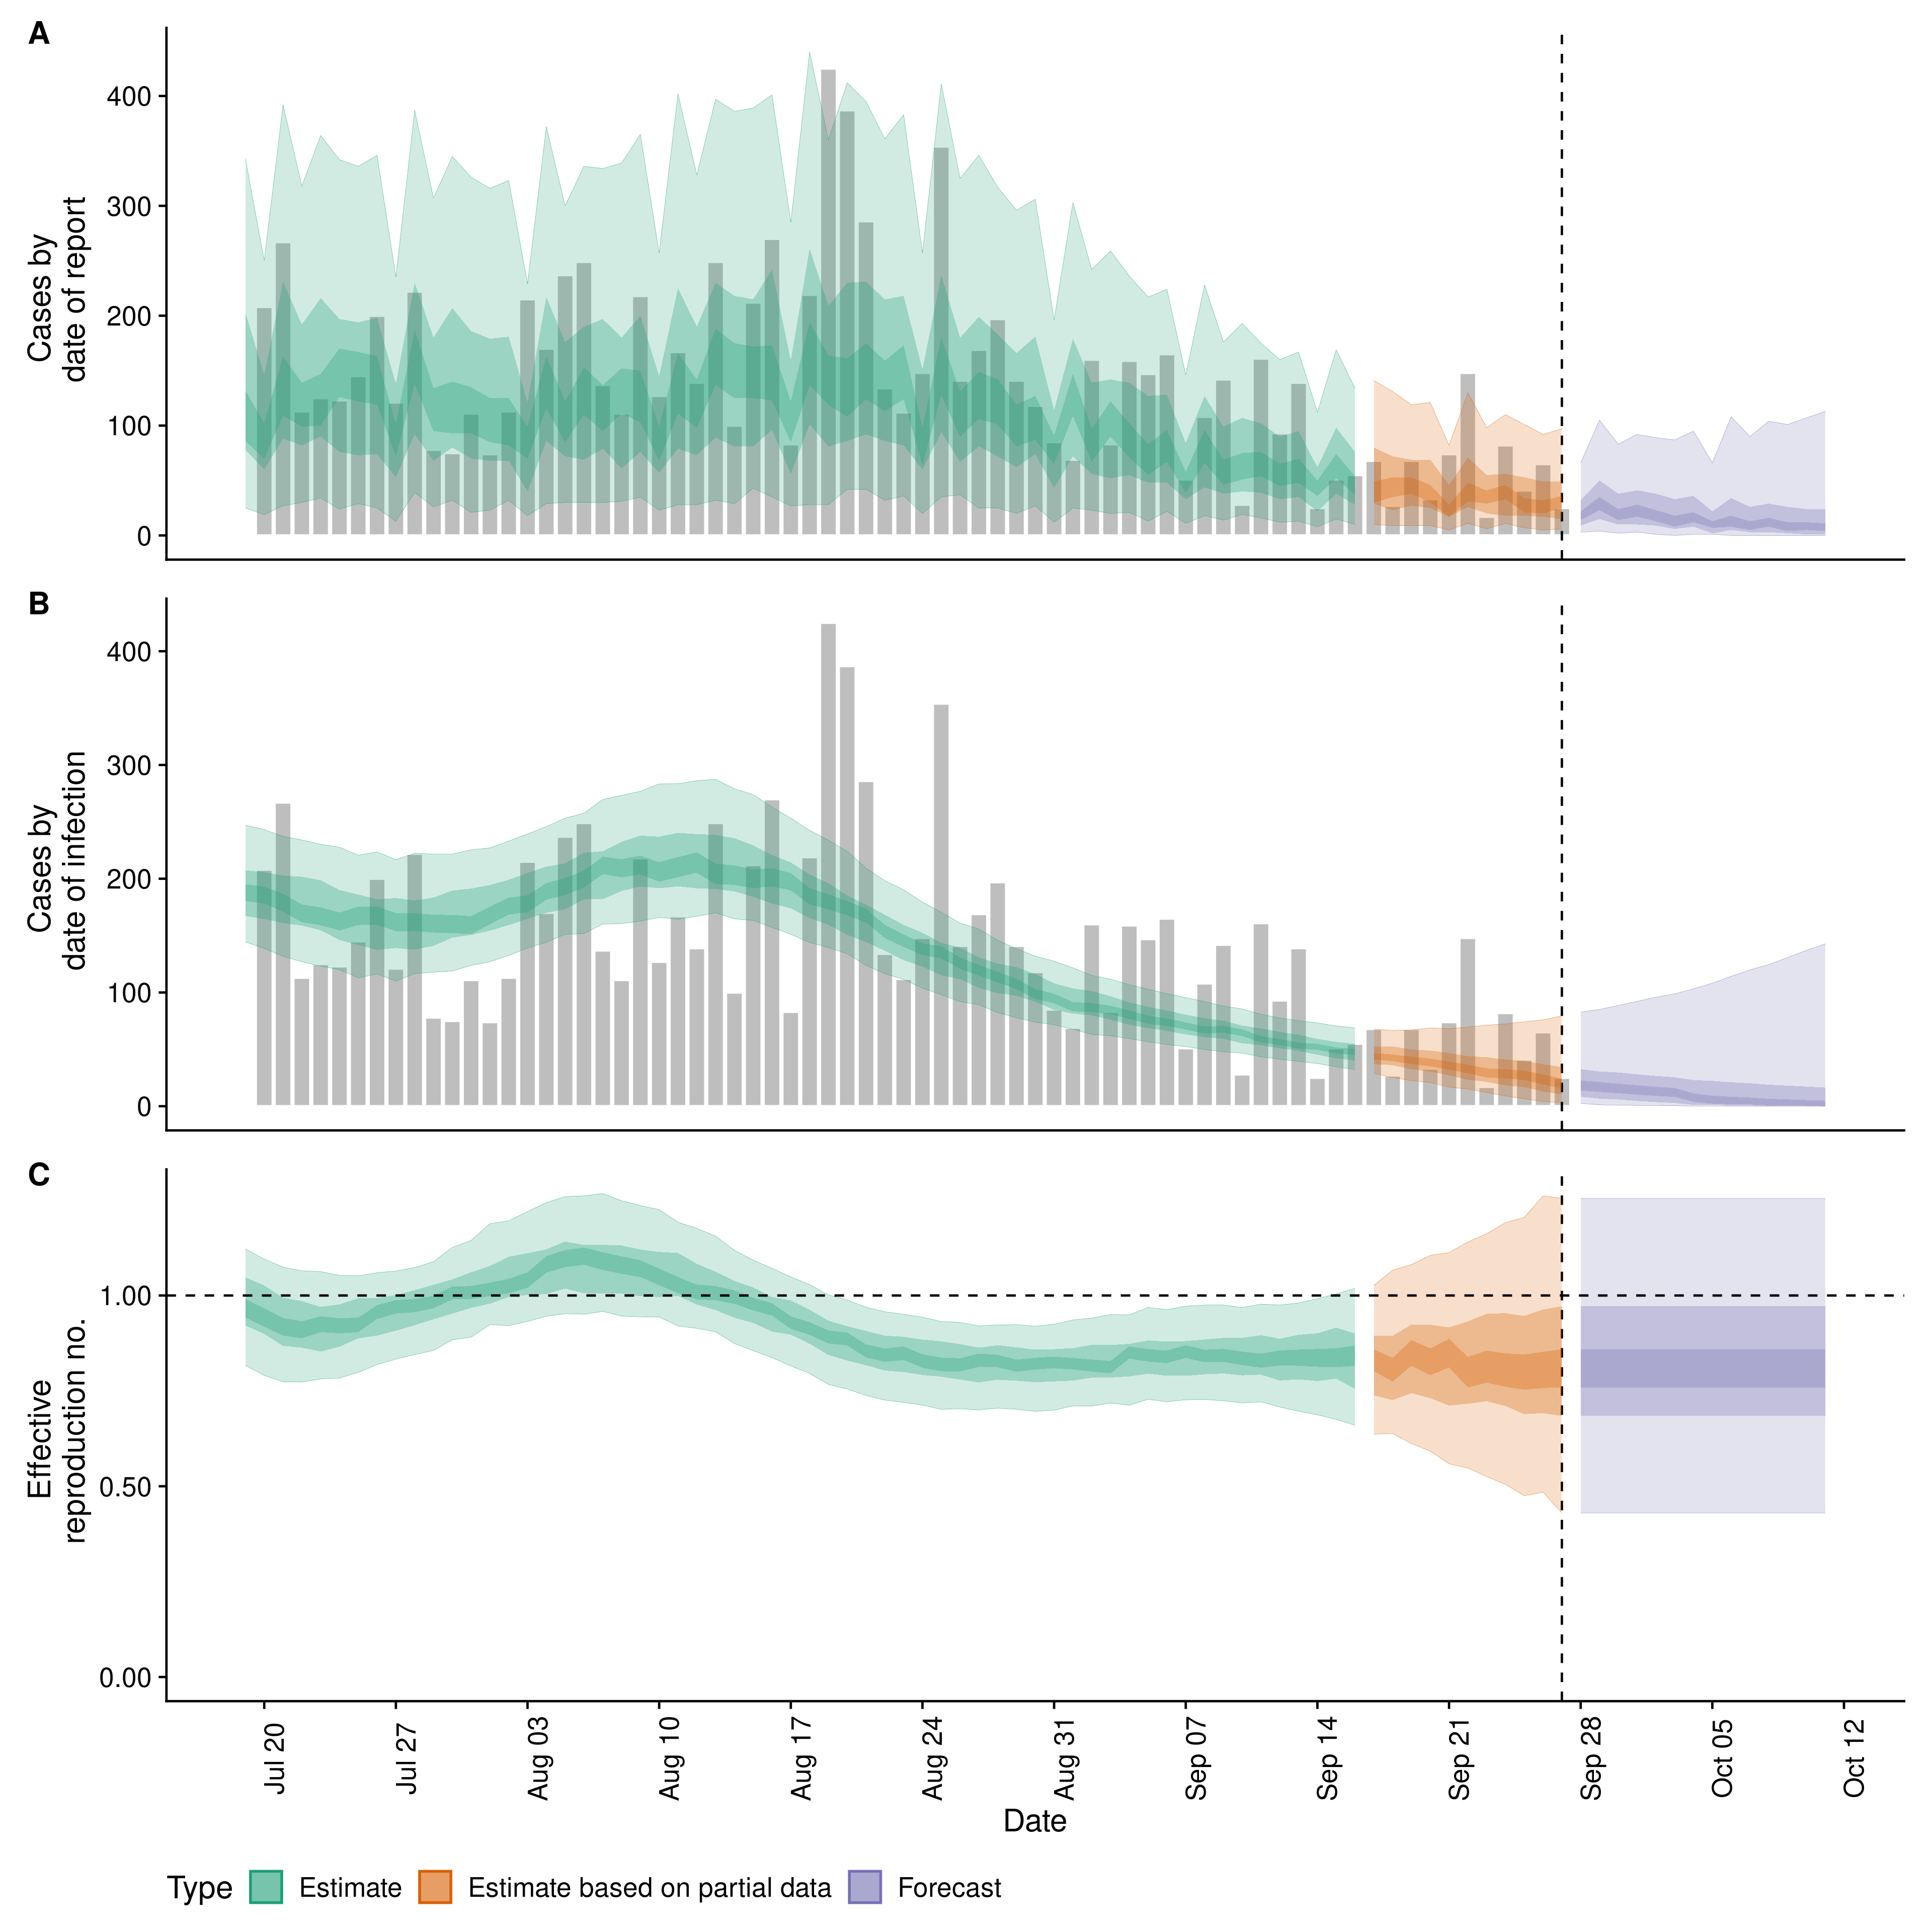 A
Cases by
date of report
400
300
200
100
0
B
Cases by
date of infection
400
300
200
100
0
C
Effective
reproduction no.
1.00
0.50
0.00
Jul 20
Jul 27
Aug 03
Aug 10
Aug 17
Aug 24
Aug 31
Sep 07
Sep 14
Sep 21
Sep 28
Oct 05
Oct 12
Date
Type Estimate Estimate based on partial data Forecast